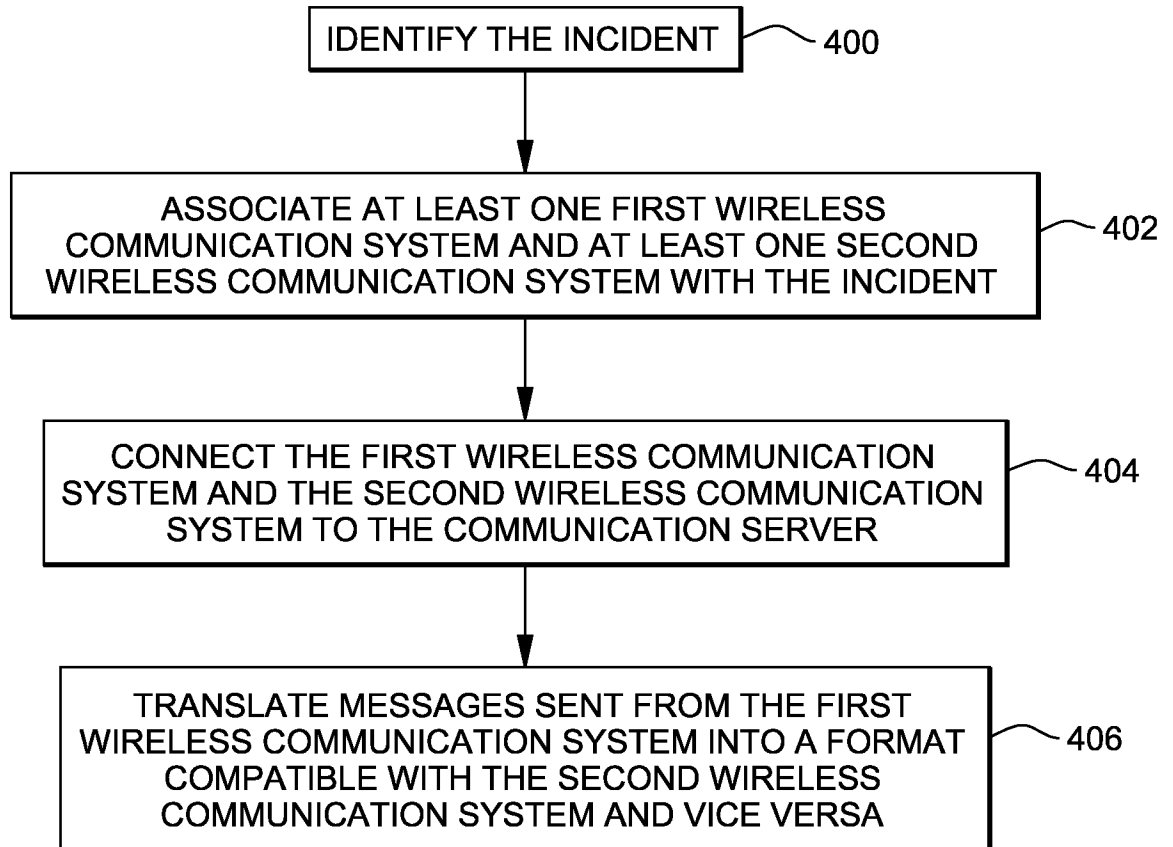 IDENTIFY THE INCIDENT
400
ASSOCIATE AT LEAST ONE FIRST WIRELESS
COMMUNICATION SYSTEM AND AT LEAST ONE SECOND
WIRELESS COMMUNICATION SYSTEM WITH THE INCIDENT
402
CONNECT THE FIRST WIRELESS COMMUNICATION
SYSTEM AND THE SECOND WIRELESS COMMUNICATION
SYSTEM TO THE COMMUNICATION SERVER
404
TRANSLATE MESSAGES SENT FROM THE FIRST
WIRELESS COMMUNICATION SYSTEM INTO A FORMAT
COMPATIBLE WITH THE SECOND WIRELESS
COMMUNICATION SYSTEM AND VICE VERSA
406